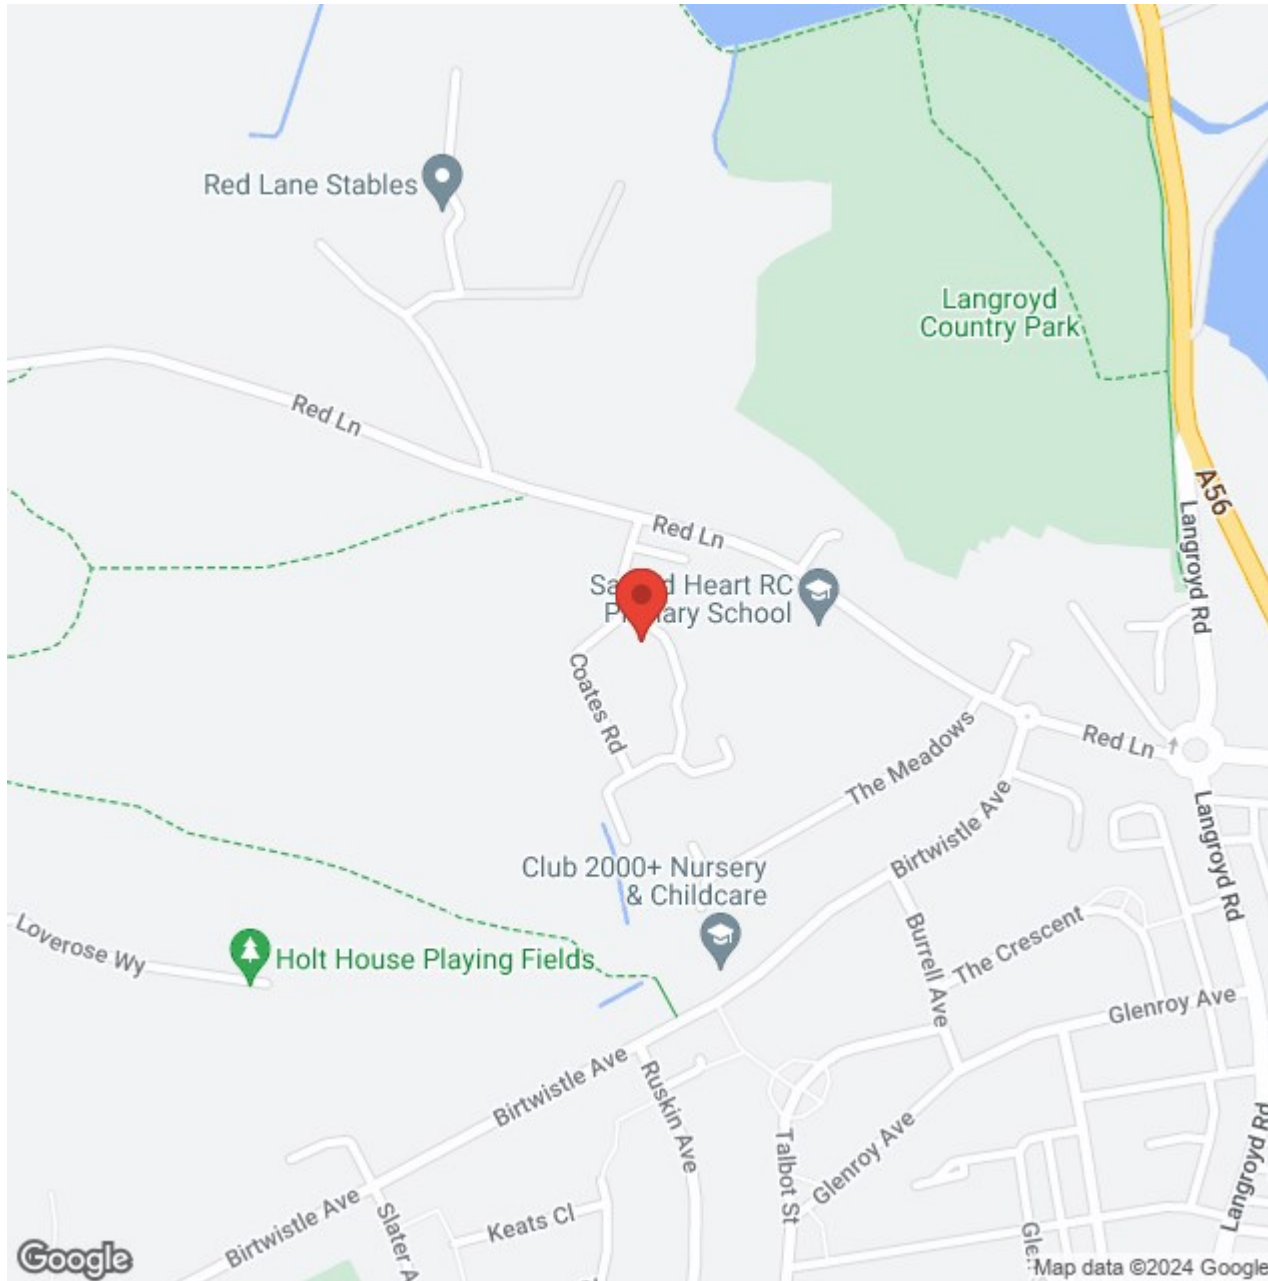 Red Lane Stables
Langroyd
Country Park
Red Ln
A56
Langroyd Rd
Red Ln
Heart RC
School
Coates Rd
The Meadows
Red Ln
Langroyd Rd
Birtwistle Ave
Club 2000+ Nursery
& Childcare
Burrell Ave
The Crescent
Loverose Wy
Holt House Playing Fields
Glenroy Ave
Birtwistle Ave
Ruskin Ave
Talbot St
Glenroy Ave
Langroyd Rd
Birtwistle Ave
Slater A
Keats Cl
Gle
Google
Map data ©2024 Google